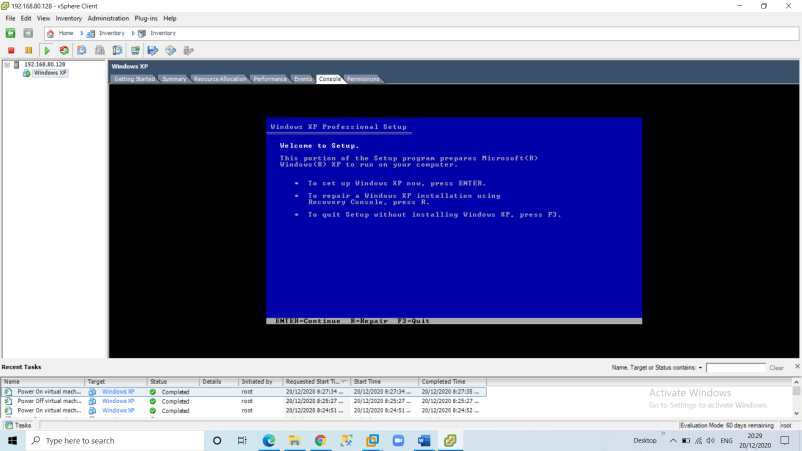 192.168.80.128 - vSphere Client
File Edit View Inventory Administration Plug-ins Help
Home Inventory Inventory
192.168.80.128
Windows XP
Windows XP
Getting Started Summary Resource Allocation Performance Events Console Permissions
Windows XP Professional Setup
Welcome to Setup.
This portion of the Setup program prepares Microsoft(R)
Windows(R) XP to run on your computer.
• To set up Windows XP now, press ENTER.
• To repair a Windows XP installation using
Recovery Console, press R.
• To quit Setup without installing Windows XP, press F3.
ENTER=Continue R=Repair F3=Quit
Recent Tasks
Name, Target or Status contains: Clear
Name Target Status Details Initiated by Requested Start Ti... Start Time Completed Time
Power On virtual mach... Windows XP Completed root 20/12/2020 8:27:34 ... 20/12/2020 8:27:34 ... 20/12/2020 8:27:35 ...
Power Off virtual mach... Windows XP Completed root 20/12/2020 8:25:27 ... 20/12/2020 8:25:27 ... 20/12/2020 8:25:27 ...
Power On virtual mach... Windows XP Completed root 20/12/2020 8:24:51 ... 20/12/2020 8:24:51 ... 20/12/2020 8:24:52 ...
Activate Windows
Go to Settings to activate Windows.
Tasks Evaluation Mode: 60 days remaining root
Type here to search Desktop ENG 20:29
20/12/2020